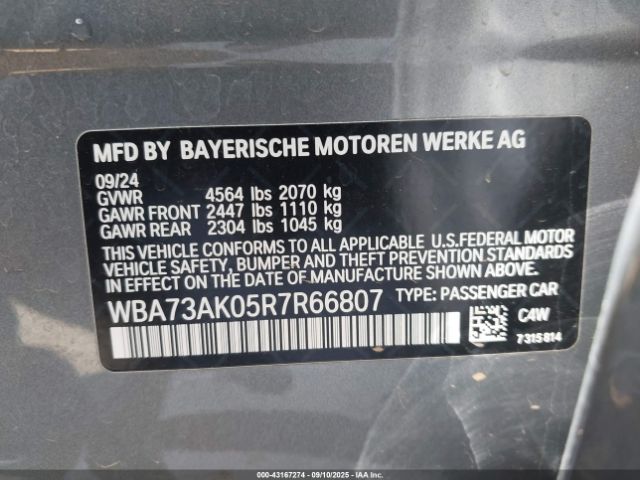 MFD BY BAYERISCHE MOTOREN WERKE AG
09/24
GVWR 4564 lbs 2070 kg
GAWR FRONT 2447 lbs 1110 kg
GAWR REAR 2304 lbs 1045 kg
THIS VEHICLE CONFORMS TO ALL APPLICABLE U.S.FEDERAL MOTOR
VEHICLE SAFETY, BUMPER AND THEFT PREVENTION STANDARDS
IN EFFECT ON THE DATE OF MANUFACTURE SHOWN ABOVE.
WBA73AK05R7R66807 TYPE: PASSENGER CAR
C4W
7315814
000-43167274 - 09/10/2025 - IAAI.COM